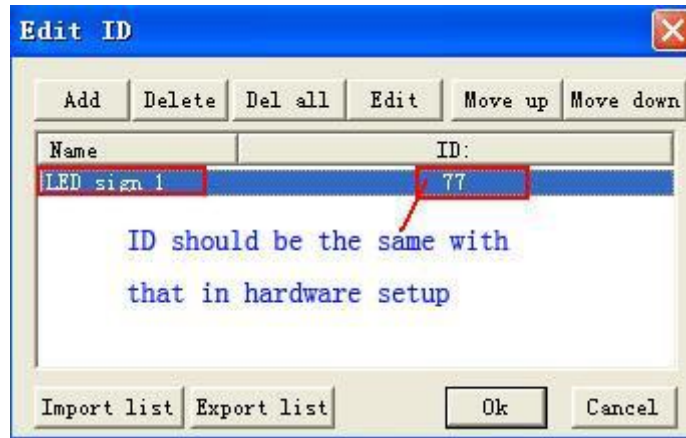 Edit ID
Add Delete Del all Edit Move up Move down
Name ID:
LED sign 1 77
ID should be the same with
that in hardware setup
Import list Export list Ok Cancel